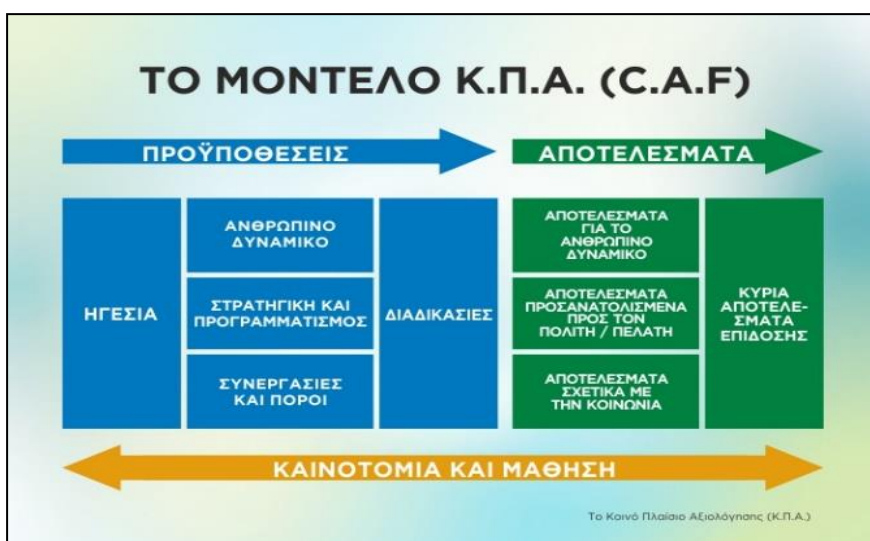 ΤΟ ΜΟΝΤΕΛΟ Κ.Π.Α. (C.A.F)
ΠΡΟΫΠΟΘΕΣΕΙΣ
ΑΠΟΤΕΛΕΣΜΑΤΑ
ΗΓΕΣΙΑ
ΑΝΘΡΩΠΙΝΟ
ΔΥΝΑΜΙΚΟ
ΣΤΡΑΤΗΓΙΚΗ ΚΑΙ
ΠΡΟΓΡΑΜΜΑΤΙΣΜΟΣ
ΣΥΝΕΡΓΑΣΙΕΣ
ΚΑΙ ΠΟΡΟΙ
ΔΙΑΔΙΚΑΣΙΕΣ
ΑΠΟΤΕΛΕΣΜΑΤΑ
ΓΙΑ ΤΟ
ΑΝΘΡΩΠΙΝΟ
ΔΥΝΑΜΙΚΟ
ΑΠΟΤΕΛΕΣΜΑΤΑ
ΠΡΟΣΑΝΑΤΟΛΙΣΜΕΝΑ
ΠΡΟΣ ΤΟΝ
ΠΟΛΙΤΗ / ΠΕΛΑΤΗ
ΑΠΟΤΕΛΕΣΜΑΤΑ
ΣΧΕΤΙΚΑ ΜΕ
ΤΗΝ ΚΟΙΝΩΝΙΑ
ΚΥΡΙΑ
ΑΠΟΤΕΛΕ-
ΣΜΑΤΑ
ΕΠΙΔΟΣΗΣ
ΚΑΙΝΟΤΟΜΙΑ ΚΑΙ ΜΑΘΗΣΗ
Το Κοινό Πλαίσιο Αξιολόγησης (Κ.Π.Α.)